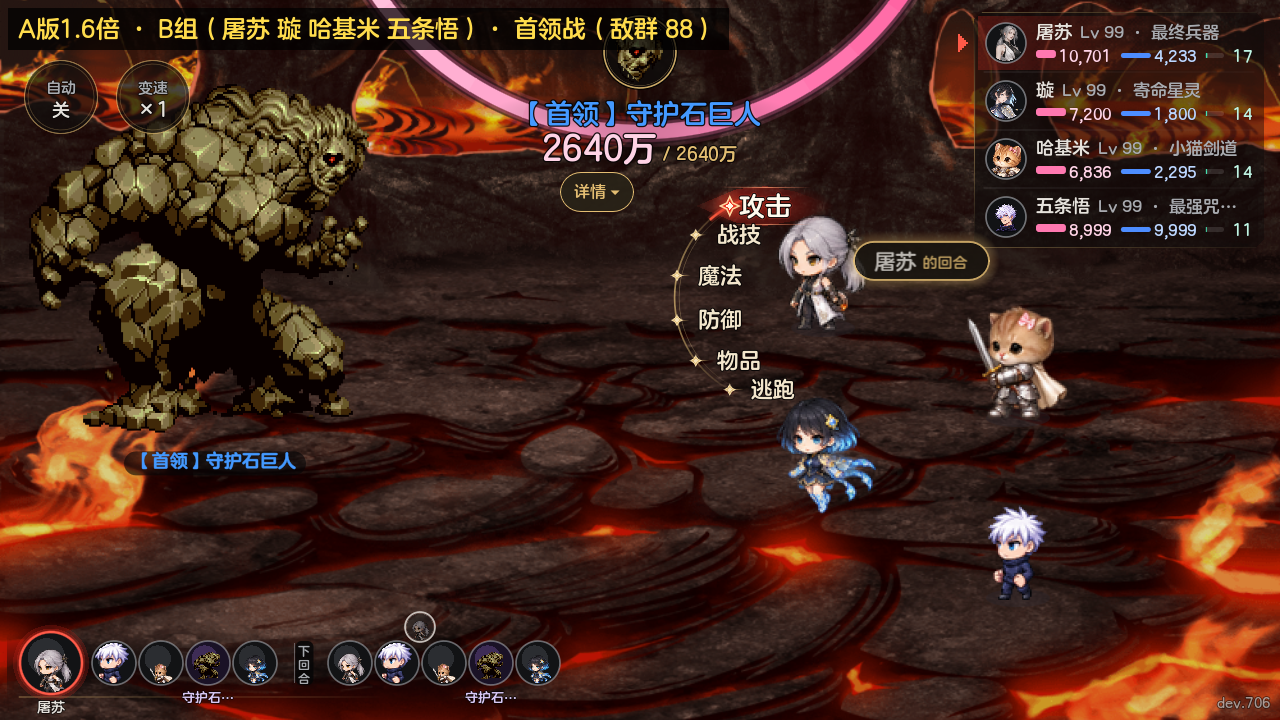 A版1.6倍 · B组（屠苏 璇 哈基米 五条悟）· 首领战（敌群 88）
自动
关
变速
×1
【首领】守护石巨人
2640万 / 2640万
详情
屠苏 Lv 99 · 最终兵器
10,701 4,233 17
璇 Lv 99 · 寄命星灵
7,200 1,800 14
哈基米 Lv 99 · 小猫剑道
6,836 2,295 14
五条悟 Lv 99 · 最强咒…
8,999 9,999 11
攻击
战技
魔法
防御
物品
逃跑
屠苏 的回合
【首领】守护石巨人
下回合
守护石…
守护石…
屠苏
dev.706